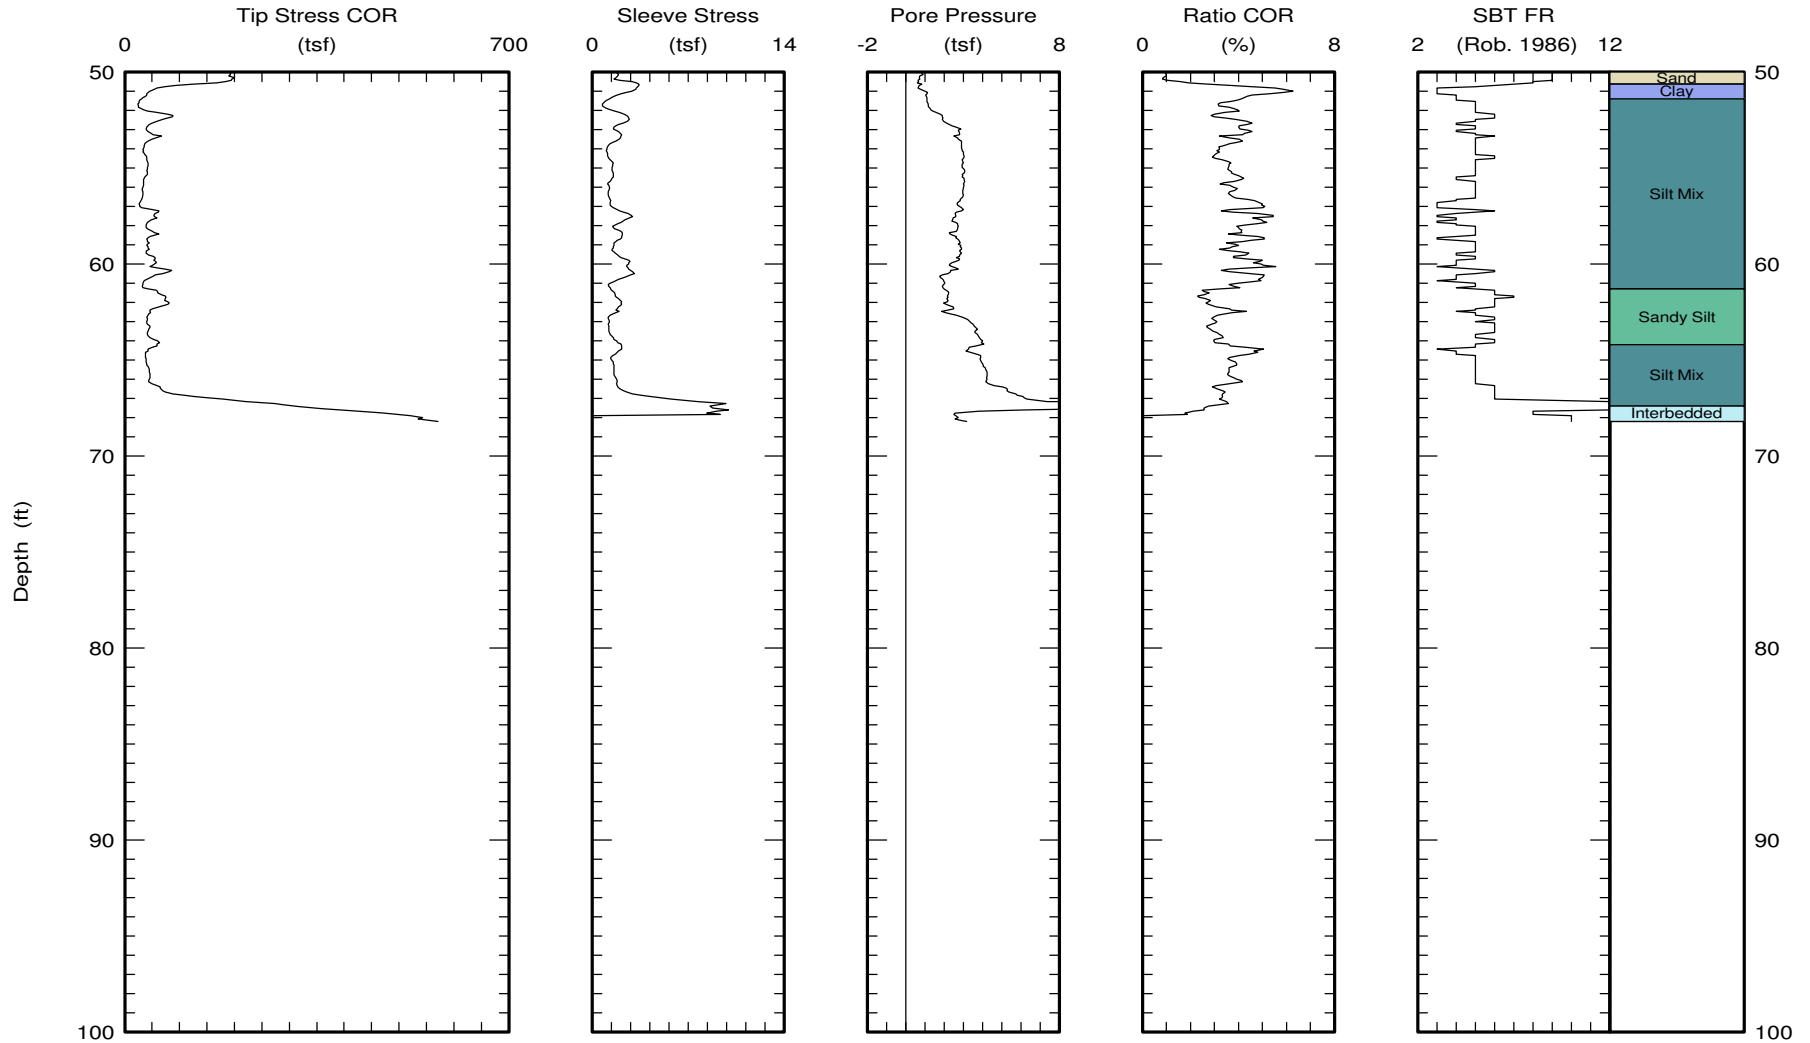 Tip Stress COR Sleeve Stress Pore Pressure Ratio COR SBT FR
0 (tsf) 700 0 (tsf) 14 -2 (tsf) 8 0 (%) 8 2 (Rob. 1986) 12
50 Sand 50
Clay
Silt Mix
60 60
Sandy Silt
Silt Mix
Interbedded
70 70
Depth (ft)
80 80
90 90
100 100